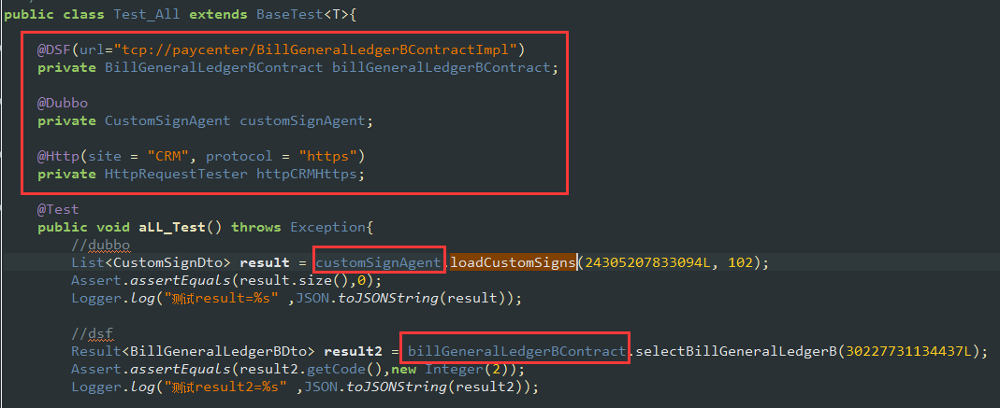 public class Test_All extends BaseTest<T>{
@DSF(url="tcp://paycenter/BillGeneralLedgerBContractImpl")
private BillGeneralLedgerBContract billGeneralLedgerBContract;
@Dubbo
private CustomSignAgent customSignAgent;
@Http(site = "CRM", protocol = "https")
private HttpRequestTester httpCRMHttps;
@Test
public void aLL_Test() throws Exception{
//dubbo
List<CustomSignDto> result = customSignAgent.loadCustomSigns(24305207833094L, 102);
Assert.assertEquals(result.size(),0);
Logger.log("测试result=%s" ,JSON.toJSONString(result));
//dsf
Result<BillGeneralLedgerBDto> result2 = billGeneralLedgerBContract.selectBillGeneralLedgerB(30227731134437L);
Assert.assertEquals(result2.getCode(),new Integer(2));
Logger.log("测试result2=%s" ,JSON.toJSONString(result2));